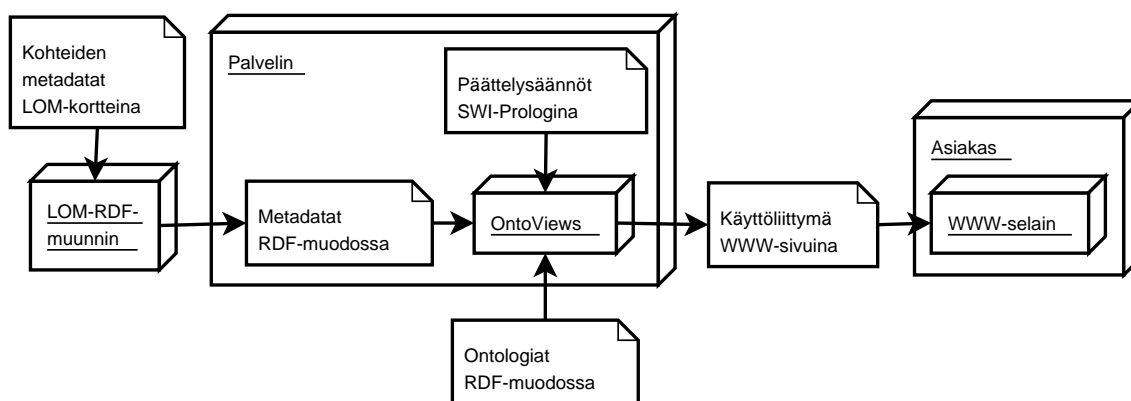 Kohteiden
metadatat
LOM-kortteina
Palvelin
Päättelysäännöt
SWI-Prologina
Asiakas
LOM-RDF-
muunnin
Metadatat
RDF-muodossa
OntoViews
Käyttöliittymä
WWW-sivuina
WWW-selain
Ontologiat
RDF-muodossa